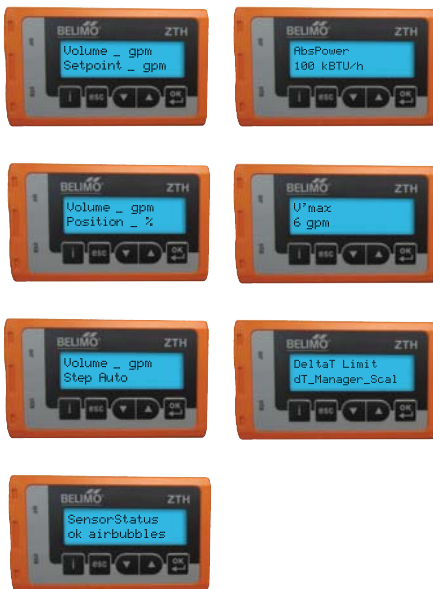 BELIMO ZTH
Volume _ gpm
Setpoint _ gpm
i esc OK
BELIMO ZTH
AbsPower
100 kBTU/h
i esc OK
BELIMO ZTH
Volume _ gpm
Position _ %
i esc OK
BELIMO ZTH
V'max
6 gpm
i esc OK
BELIMO ZTH
Volume _ gpm
Step Auto
i esc OK
BELIMO ZTH
DeltaT Limit
dT_Manager_Scal
i esc OK
BELIMO ZTH
SensorStatus
ok airbubbles
i esc OK